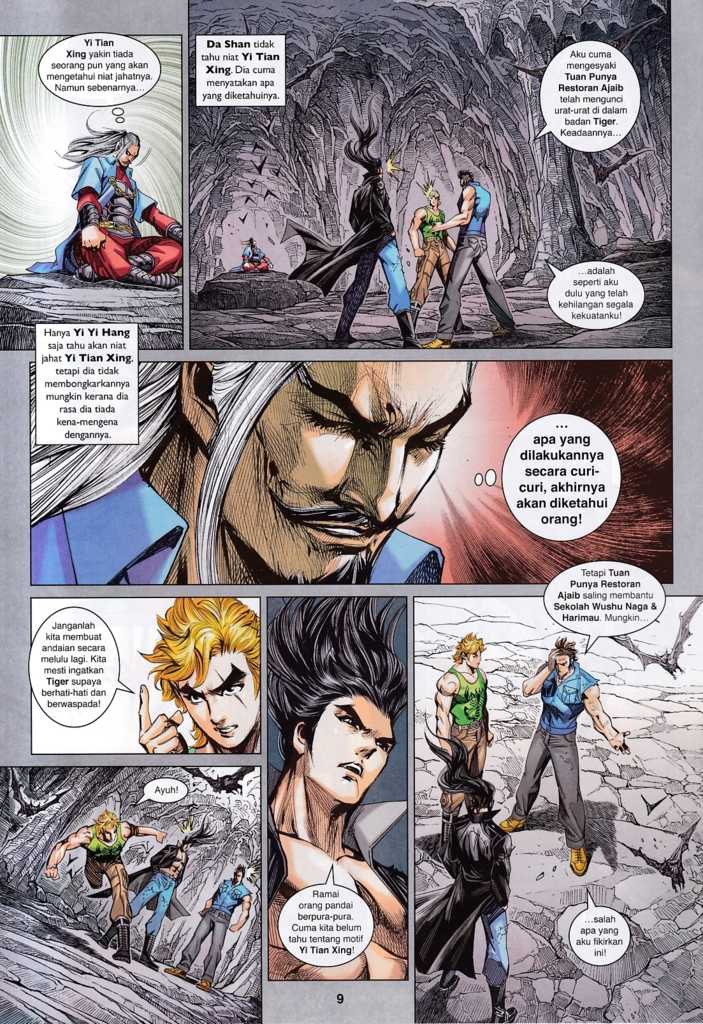 Yi Tian
Xing yakin tiada
seorang pun yang akan
mengetahui niat jahatnya.
Namun sebenarnya...
Da Shan tidak
tahu niat Yi Tian
Xing. Dia cuma
menyatakan apa
yang diketahuinya.
Aku cuma
mengesyaki
Tuan Punya
Restoran Ajaib
telah mengunci
urat-urat di dalam
badan Tiger.
Keadaannya...
...adalah
seperti aku
dulu yang telah
kehilangan segala
kekuatanku!
Hanya Yi Yi Hang
saja tahu akan niat
jahat Yi Tian Xing,
tetapi dia tidak
membongkarkannya
mungkin kerana dia
rasa dia tiada
kena-mengena
dengannya.
...
apa yang
dilakukannya
secara curi-
curi, akhirnya
akan diketahui
orang!
Janganlah
kita membuat
andaian secara
melulu lagi. Kita
mesti ingatkan
Tiger supaya
berhati-hati dan
berwaspada!
Ramai
orang pandai
berpura-pura.
Cuma kita belum
tahu tentang motif
Yi Tian Xing!
Tetapi Tuan
Punya Restoran
Ajaib saling membantu
Sekolah Wushu Naga &
Harimau. Mungkin...
...salah
apa yang
aku fikirkan
ini!
Ayuh!
9